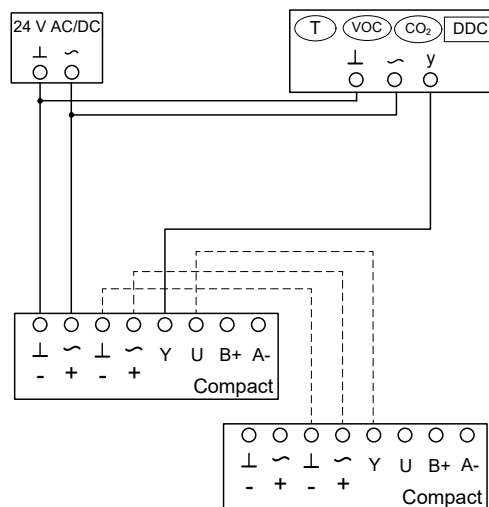 24 V AC/DC
⊥ ~
T VOC CO₂ DDC
⊥ ~ y
⊥ ~ ⊥ ~ Y U B+ A-
- + - +
Compact
⊥ ~ ⊥ ~ Y U B+ A-
- + - +
Compact